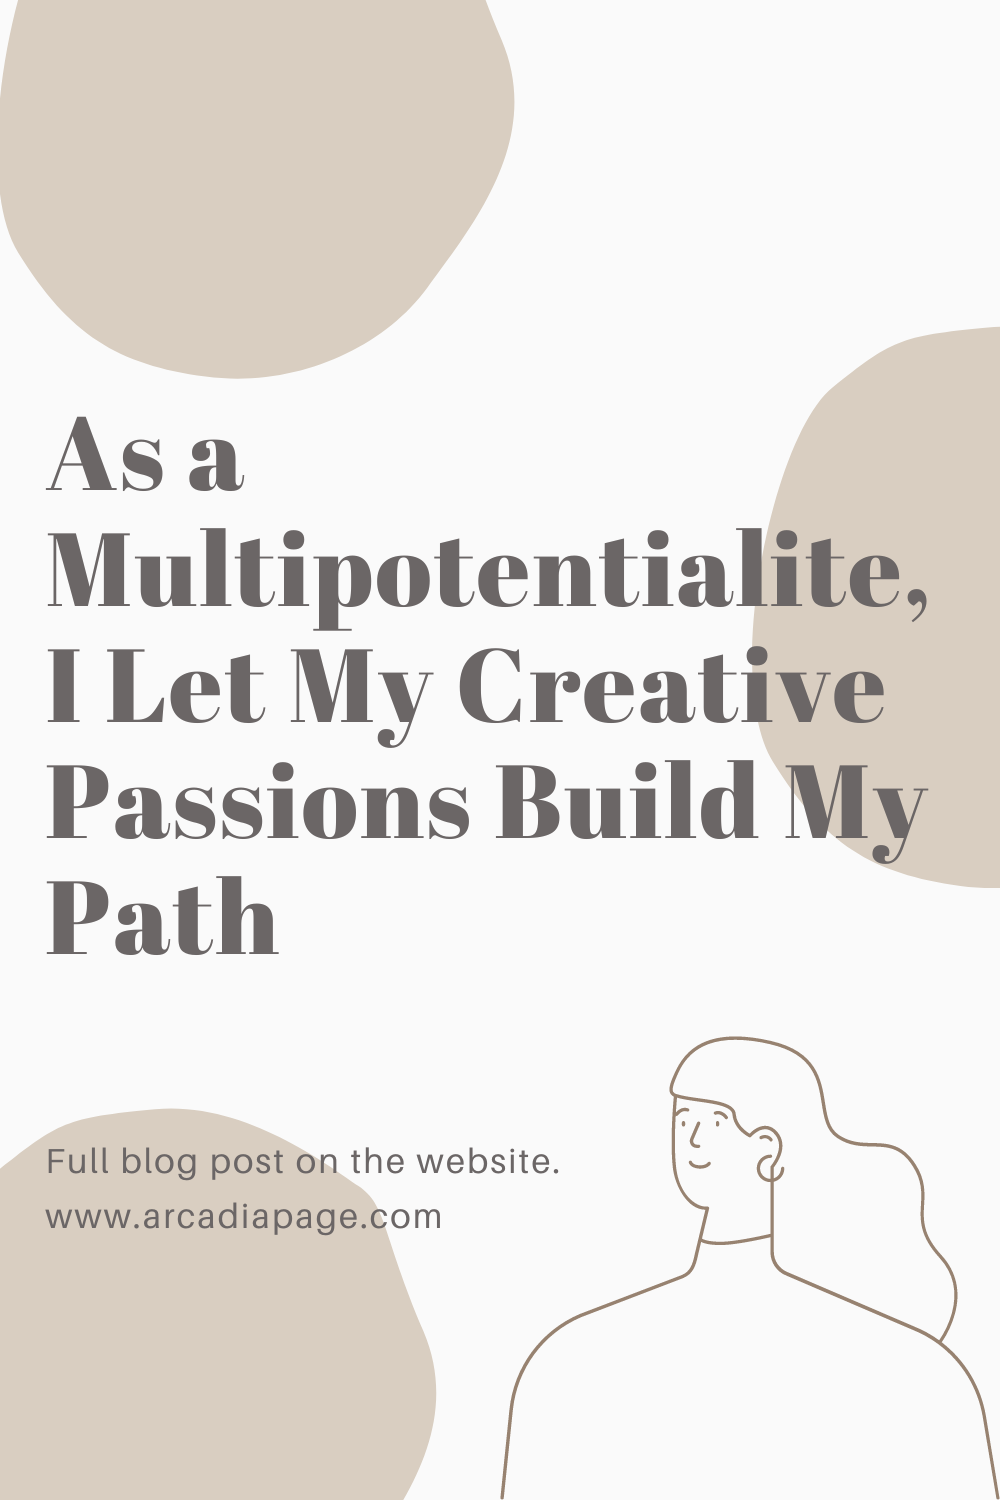 As a
Multipotentialite,
I Let My Creative
Passions Build My
Path
Full blog post on the website.
www.arcadiapage.com